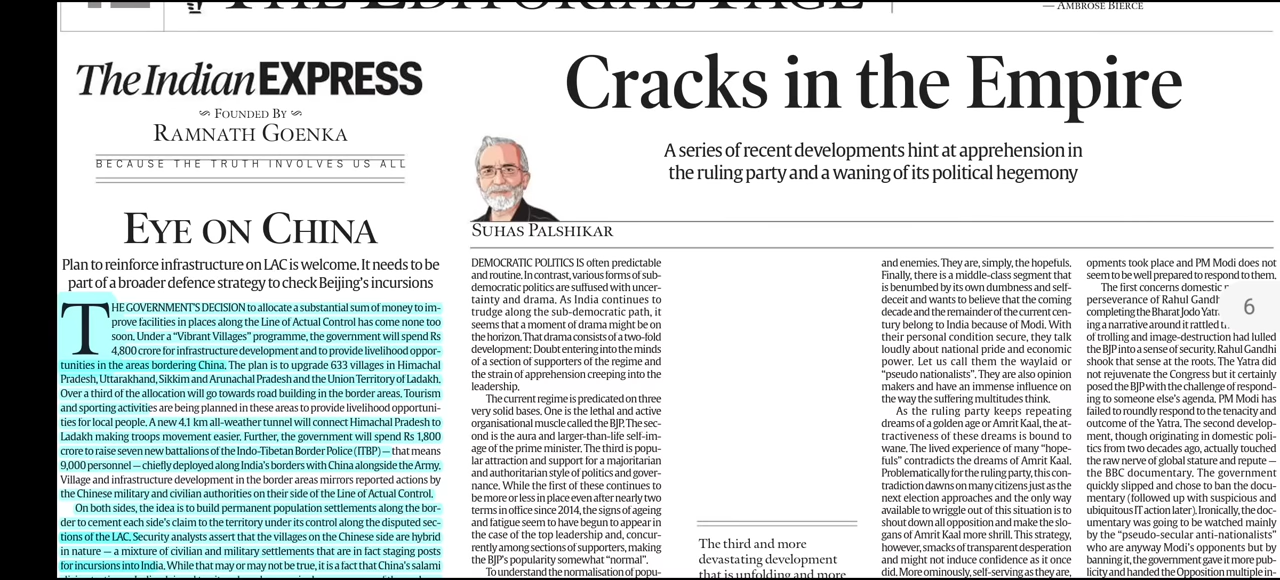 THE EDITORIAL PAGE
— AMBROSE BIERCE
The Indian EXPRESS
FOUNDED BY
RAMNATH GOENKA
BECAUSE THE TRUTH INVOLVES US ALL
EYE ON CHINA
Plan to reinforce infrastructure on LAC is welcome. It needs to be
part of a broader defence strategy to check Beijing's incursions
THE GOVERNMENT'S DECISION to allocate a substantial sum of money to im-
prove facilities in places along the Line of Actual Control has come none too
soon. Under a "Vibrant Villages" programme, the government will spend Rs
4,800 crore for infrastructure development and to provide livelihood oppor-
tunities in the areas bordering China. The plan is to upgrade 633 villages in Himachal
Pradesh, Uttarakhand, Sikkim and Arunachal Pradesh and the Union Territory of Ladakh.
Over a third of the allocation will go towards road building in the border areas. Tourism
and sporting activities are being planned in these areas to provide livelihood opportuni-
ties for local people. A new 4.1 km all-weather tunnel will connect Himachal Pradesh to
Ladakh making troops movement easier. Further, the government will spend Rs 1,800
crore to raise seven new battalions of the Indo-Tibetan Border Police (ITBP) — that means
9,000 personnel — chiefly deployed along India's borders with China alongside the Army.
Village and infrastructure development in the border areas mirrors reported actions by
the Chinese military and civilian authorities on their side of the Line of Actual Control.
On both sides, the idea is to build permanent population settlements along the bor-
der to cement each side's claim to the territory under its control along the disputed sec-
tions of the LAC. Security analysts assert that the villages on the Chinese side are hybrid
in nature — a mixture of civilian and military settlements that are in fact staging posts
for incursions into India. While that may or may not be true, it is a fact that China's salami
Cracks in the Empire
A series of recent developments hint at apprehension in
the ruling party and a waning of its political hegemony
SUHAS PALSHIKAR
DEMOCRATIC POLITICS IS often predictable
and routine. In contrast, various forms of sub-
democratic politics are suffused with uncer-
tainty and drama. As India continues to
trudge along the sub-democratic path, it
seems that a moment of drama might be on
the horizon. That drama consists of a two-fold
development: Doubt entering into the minds
of a section of supporters of the regime and
the strain of apprehension creeping into the
leadership.
The current regime is predicated on three
very solid bases. One is the lethal and active
organisational muscle called the BJP. The sec-
ond is the aura and larger-than-life self-im-
age of the prime minister. The third is popu-
lar attraction and support for a majoritarian
and authoritarian style of politics and gover-
nance. While the first of these continues to
be more or less in place even after nearly two
terms in office since 2014, the signs of ageing
and fatigue seem to have begun to appear in
the case of the top leadership and, concur-
rently among sections of supporters, making
the BJP's popularity somewhat "normal".
To understand the normalisation of popu-
The third and more
devastating development
that is unfolding and more
and enemies. They are, simply, the hopefuls.
Finally, there is a middle-class segment that
is benumbed by its own dumbness and self-
deceit and wants to believe that the coming
decade and the remainder of the current cen-
tury belong to India because of Modi. With
their personal condition secure, they talk
loudly about national pride and economic
power. Let us call them the waylaid or
"pseudo nationalists". They are also opinion
makers and have an immense influence on
the way the suffering multitudes think.
As the ruling party keeps repeating
dreams of a golden age or Amrit Kaal, the at-
tractiveness of these dreams is bound to
wane. The lived experience of many "hope-
fuls" contradicts the dreams of Amrit Kaal.
Problematically for the ruling party, this con-
tradiction dawns on many citizens just as the
next election approaches and the only way
available to wriggle out of this situation is to
shout down all opposition and make the slo-
gans of Amrit Kaal more shrill. This strategy,
however, smacks of transparent desperation
and might not induce confidence as it once
did. More ominously, self-serving as they are,
opments took place and PM Modi does not
seem to be well prepared to respond to them.
The first concerns domestic
perseverance of Rahul Gandh
completing the Bharat Jodo Yatr
ing a narrative around it rattled
the image-destruction had lulled
the BJP into a sense of security. Rahul Gandhi
shook that sense at the roots. The Yatra did
not rejuvenate the Congress but it certainly
posed the BJP with the challenge of respond-
ing to someone else's agenda. PM Modi has
failed to roundly respond to the tenacity and
outcome of the Yatra. The second develop-
ment, though originating in domestic poli-
tics from two decades ago, actually touched
the raw nerve of global stature and repute —
the BBC documentary. The government
quickly slipped and chose to ban the docu-
mentary (followed up with suspicious and
ubiquitous IT action later). Ironically, the doc-
umentary was going to be watched mainly
by the "pseudo-secular anti-nationalists"
who are anyway Modi's opponents but by
banning it, the government gave it more pub-
licity and handed the Opposition multiple in-
6